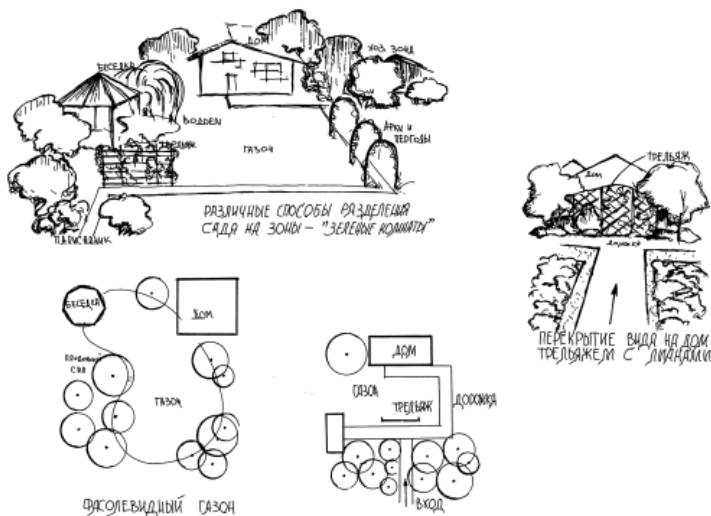 ДОМ
ХОЗ. ЗОНА
БЕСЕДКА
ВОДОЕМ
ТРЕЛЬЯЖ
ГАЗОН
АРКИ И
ПЕРГОЛЫ
ПАЛИСАДНИК
РАЗЛИЧНЫЕ СПОСОБЫ РАЗДЕЛЕНИЯ
САДА НА ЗОНЫ – "ЗЕЛЕНЫЕ КОМНАТЫ"
ТРЕЛЬЯЖ
ДОМ
ДОРОЖКА
ПЕРЕКРЫТИЕ ВИДА НА ДОМ
ТРЕЛЬЯЖЕМ С ЛИАНАМИ
БЕСЕДКА
ДОМ
ПЛОДОВЫЙ
САД
ГАЗОН
ФАСОЛЕВИДНЫЙ ГАЗОН
ДОМ
ГАЗОН
ТРЕЛЬЯЖ
ДОРОЖКА
ВХОД